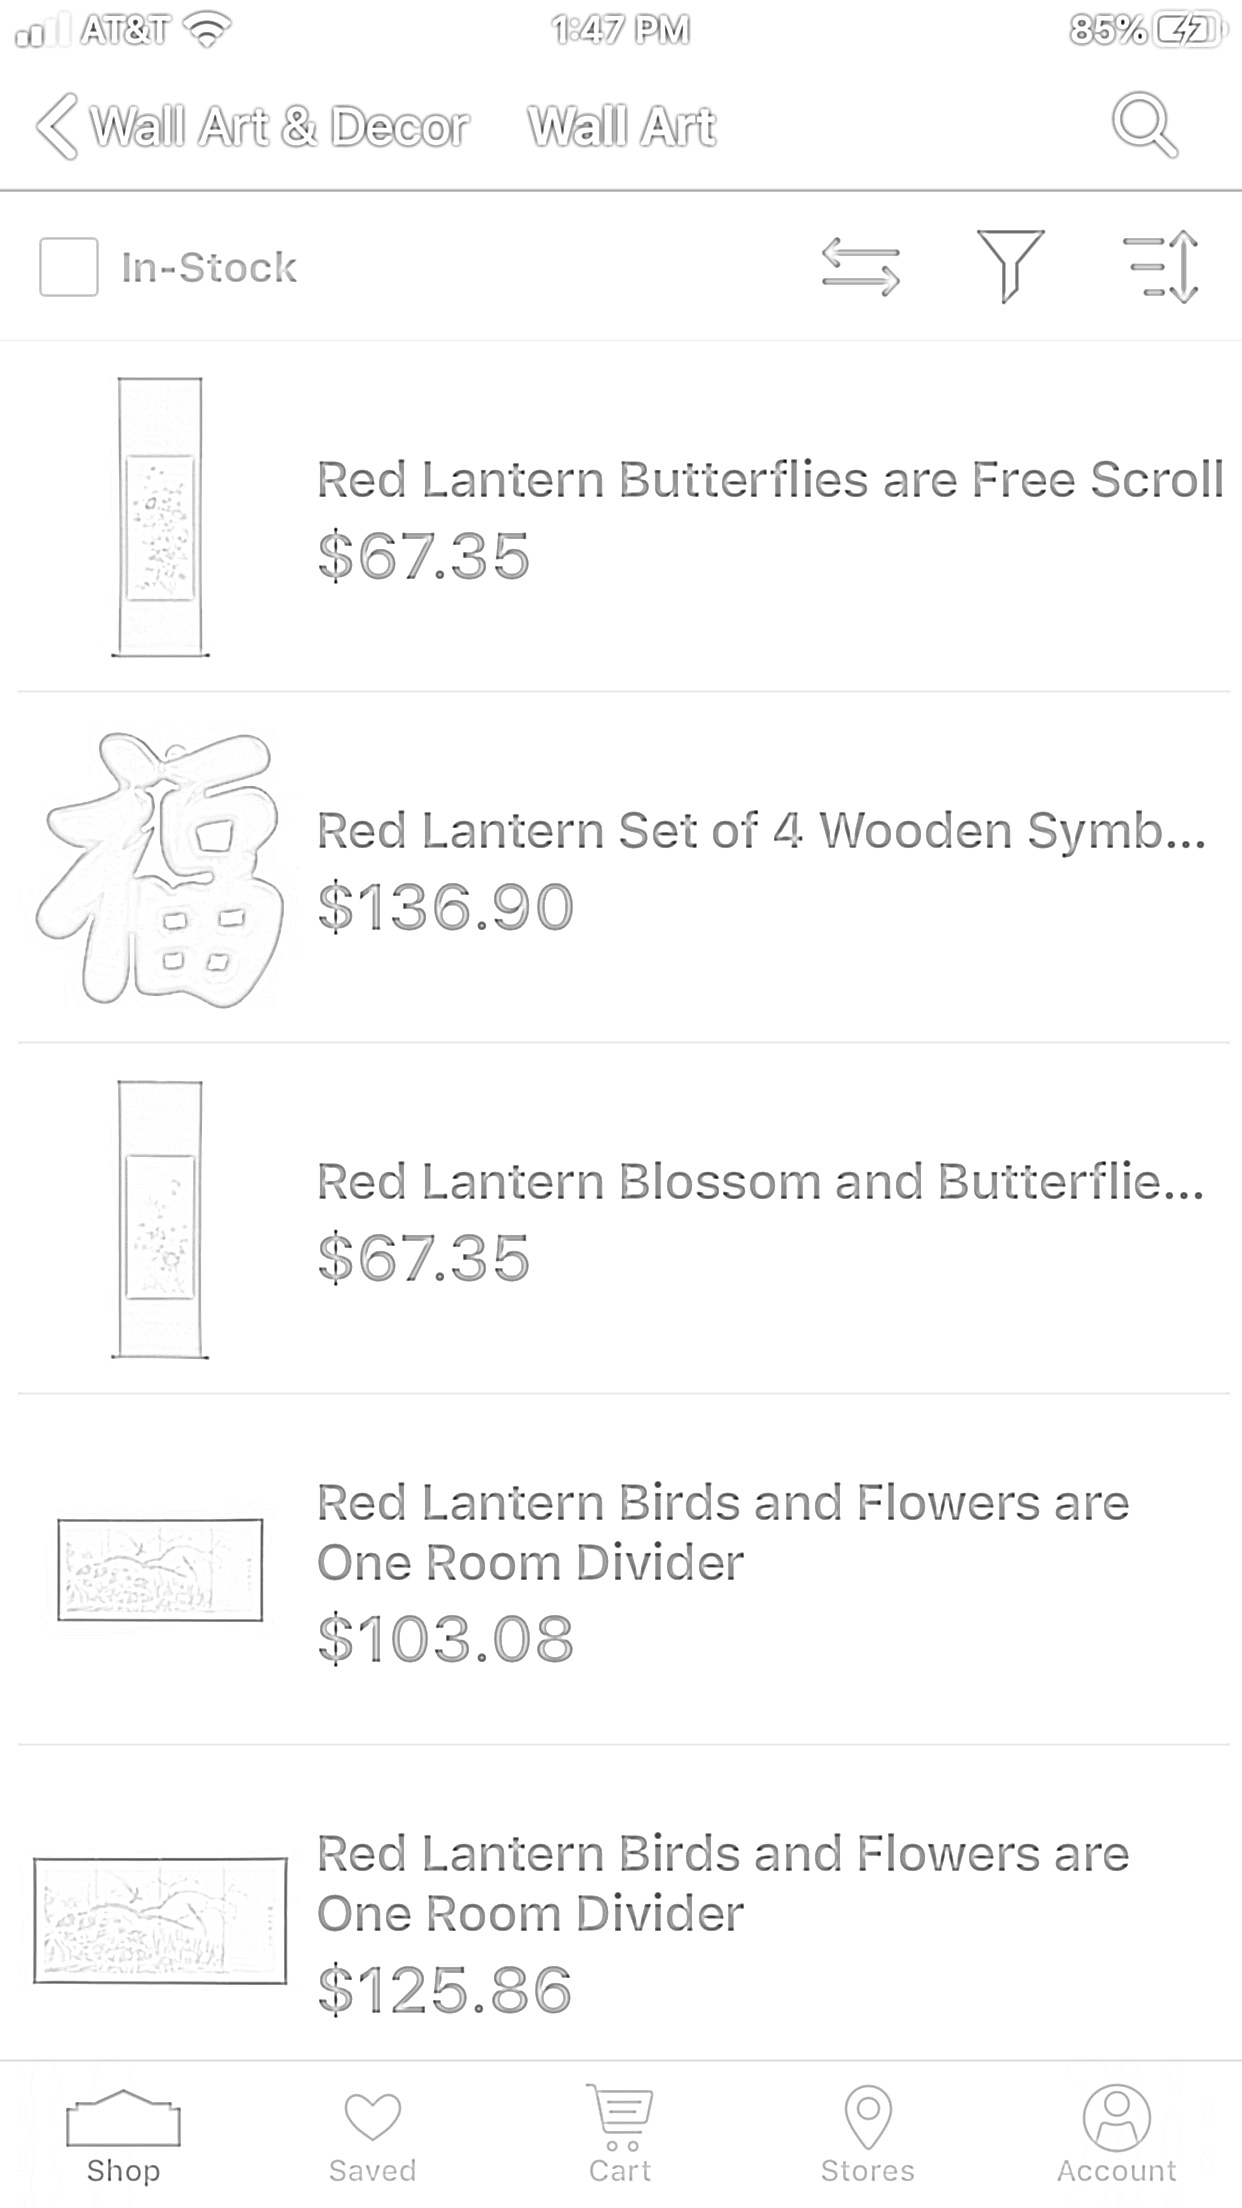 AT&T 1:47 PM 85%
Wall Art & Decor Wall Art
In-Stock
Red Lantern Butterflies are Free Scroll
$67.35
福
Red Lantern Set of 4 Wooden Symb...
$136.90
Red Lantern Blossom and Butterflie...
$67.35
Red Lantern Birds and Flowers are
One Room Divider
$103.08
Red Lantern Birds and Flowers are
One Room Divider
$125.86
Shop Saved Cart Stores Account